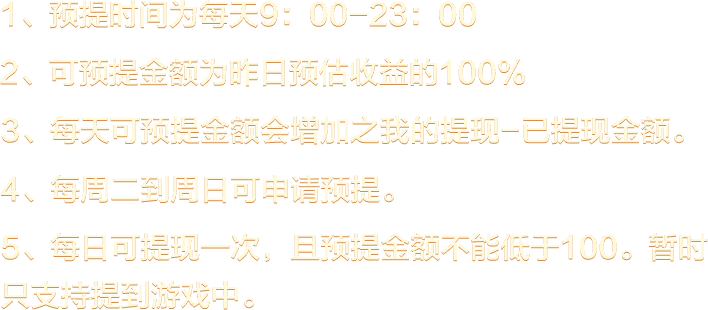 1、预提时间为每天9：00-23：00
2、可预提金额为昨日预估收益的100%
3、每天可预提金额会增加之我的提现-已提现金额。
4、每周二到周日可申请预提。
5、每日可提现一次，且预提金额不能低于100。暂时
只支持提到游戏中。